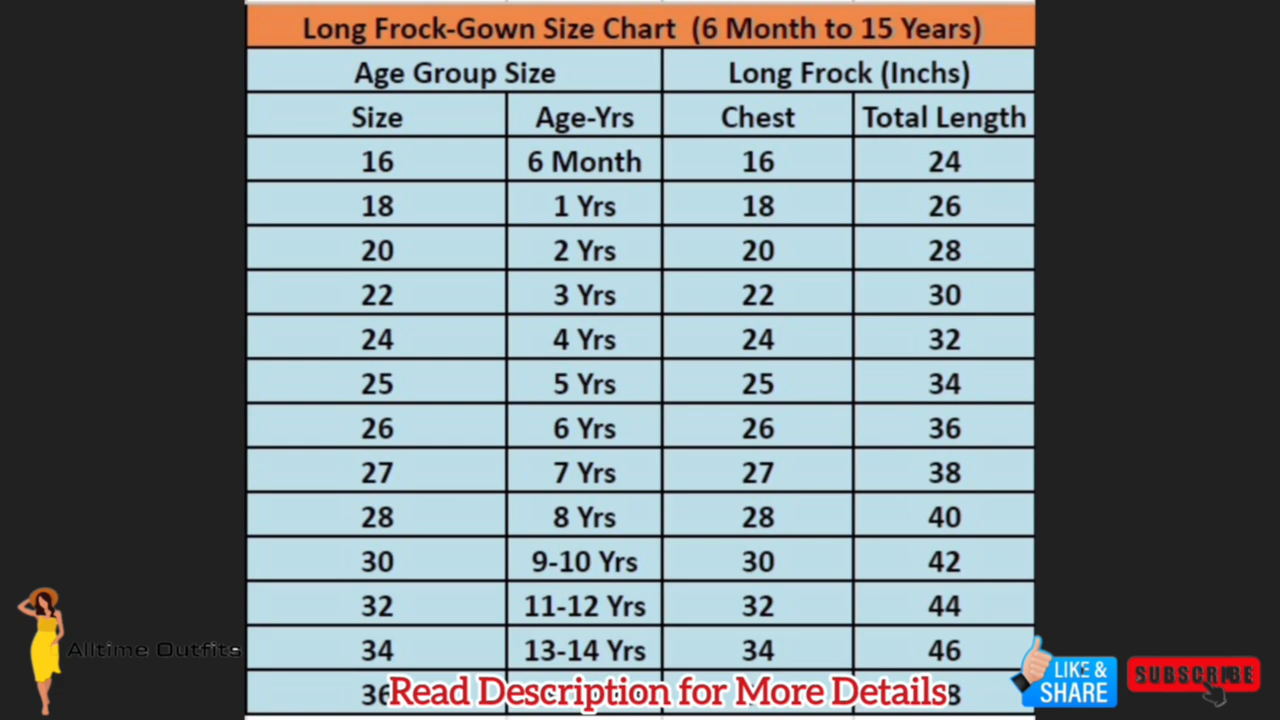 Long Frock-Gown Size Chart (6 Month to 15 Years)
Age Group Size Long Frock (Inchs)
Size Age-Yrs Chest Total Length
16 6 Month 16 24
18 1 Yrs 18 26
20 2 Yrs 20 28
22 3 Yrs 22 30
24 4 Yrs 24 32
25 5 Yrs 25 34
26 6 Yrs 26 36
27 7 Yrs 27 38
28 8 Yrs 28 40
30 9-10 Yrs 30 42
32 11-12 Yrs 32 44
34 13-14 Yrs 34 46
36
Read Description for More Details
Alltime Outfits
LIKE &
SHARE
SUBSCRIBE